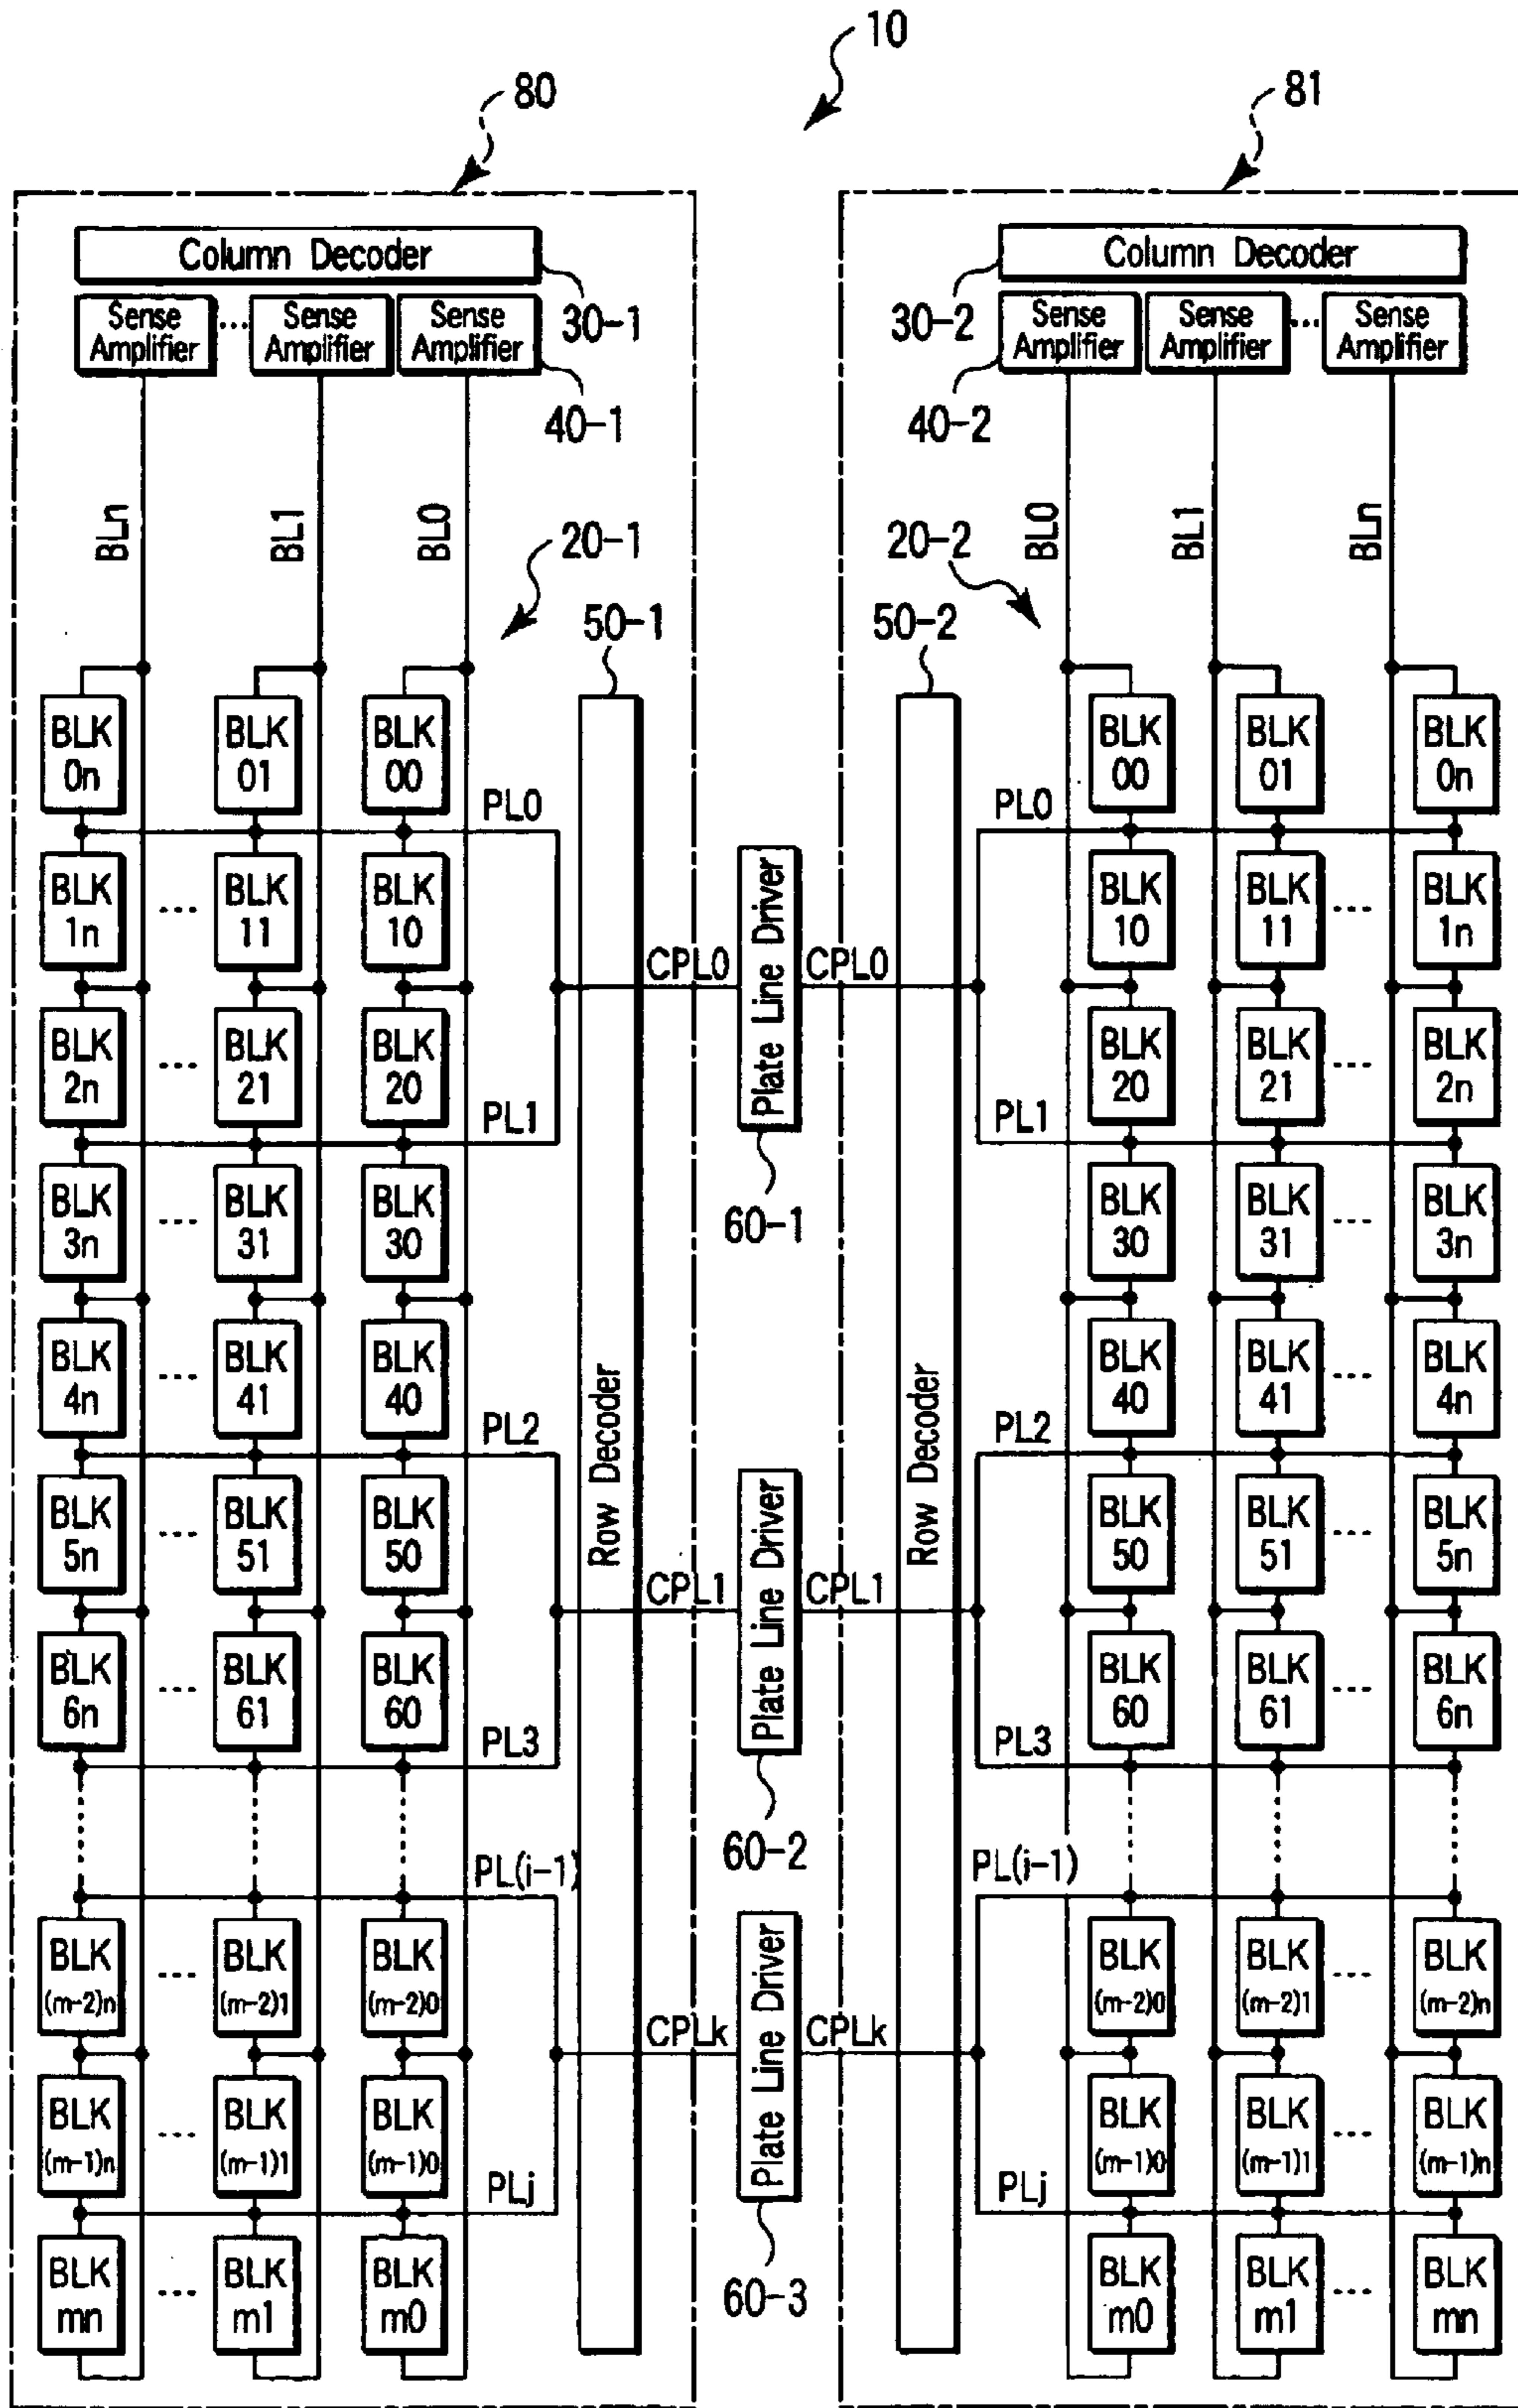 10
80
81
Column Decoder
Column Decoder
30-1
30-2
Sense Amplifier ... Sense Amplifier Sense Amplifier
Sense Amplifier Sense Amplifier ... Sense Amplifier
40-1
40-2
BLn BL1 BL0
BL0 BL1 BLn
20-1
20-2
50-1
50-2
BLK 0n BLK 01 BLK 00
BLK 00 BLK 01 BLK 0n
PL0
PL0
BLK 1n ... BLK 11 BLK 10
BLK 10 BLK 11 ... BLK 1n
CPL0 Plate Line Driver CPL0
BLK 2n ... BLK 21 BLK 20
BLK 20 BLK 21 ... BLK 2n
PL1
PL1
60-1
BLK 3n ... BLK 31 BLK 30
BLK 30 BLK 31 ... BLK 3n
BLK 4n ... BLK 41 BLK 40
BLK 40 BLK 41 ... BLK 4n
PL2
PL2
Row Decoder
Row Decoder
BLK 5n ... BLK 51 BLK 50
BLK 50 BLK 51 ... BLK 5n
CPL1 Plate Line Driver CPL1
BLK 6n ... BLK 61 BLK 60
BLK 60 BLK 61 ... BLK 6n
PL3
PL3
60-2
PL(i-1)
PL(i-1)
BLK (m-2)n ... BLK (m-2)1 BLK (m-2)0
BLK (m-2)0 BLK (m-2)1 ... BLK (m-2)n
CPLk Plate Line Driver CPLk
BLK (m-1)n ... BLK (m-1)1 BLK (m-1)0
BLK (m-1)0 BLK (m-1)1 ... BLK (m-1)n
PLj
PLj
60-3
BLK mn ... BLK m1 BLK m0
BLK m0 BLK m1 ... BLK mn